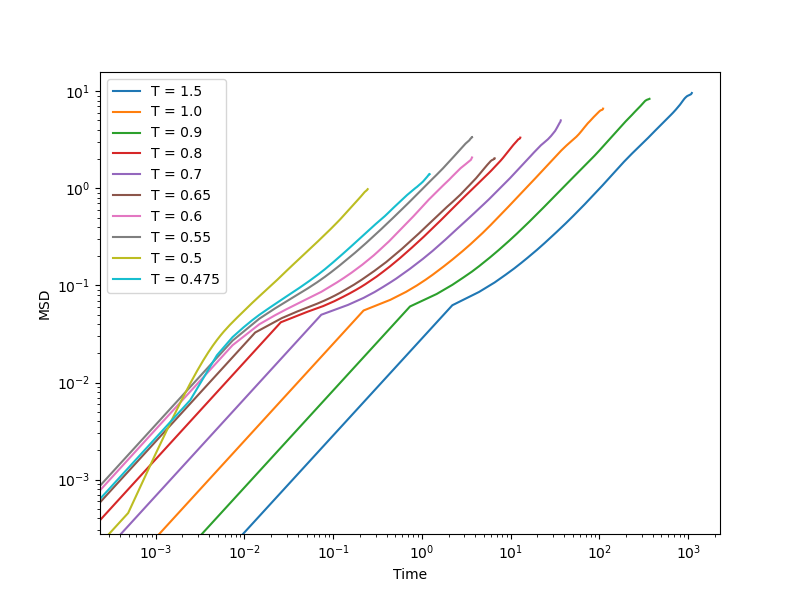 10¹
10⁰
10⁻¹
10⁻²
10⁻³
MSD
T = 1.5
T = 1.0
T = 0.9
T = 0.8
T = 0.7
T = 0.65
T = 0.6
T = 0.55
T = 0.5
T = 0.475
10⁻³ 10⁻² 10⁻¹ 10⁰ 10¹ 10² 10³
Time